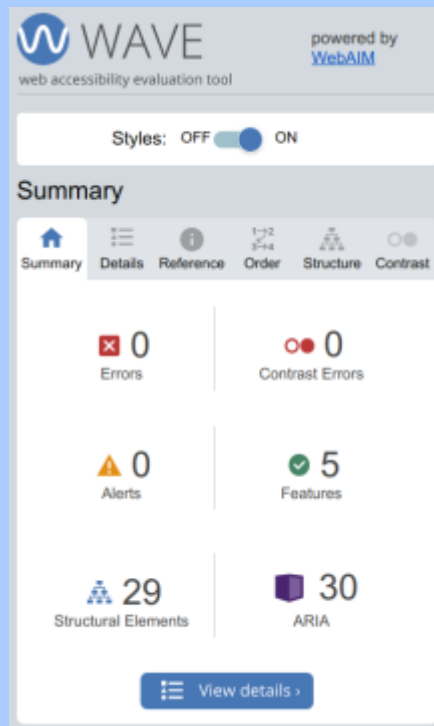 WAVE
powered by
WebAIM
web accessibility evaluation tool
Styles: OFF ON
Summary
Summary Details Reference Order Structure Contrast
0 0
Errors Contrast Errors
0 5
Alerts Features
29 30
Structural Elements ARIA
View details ›